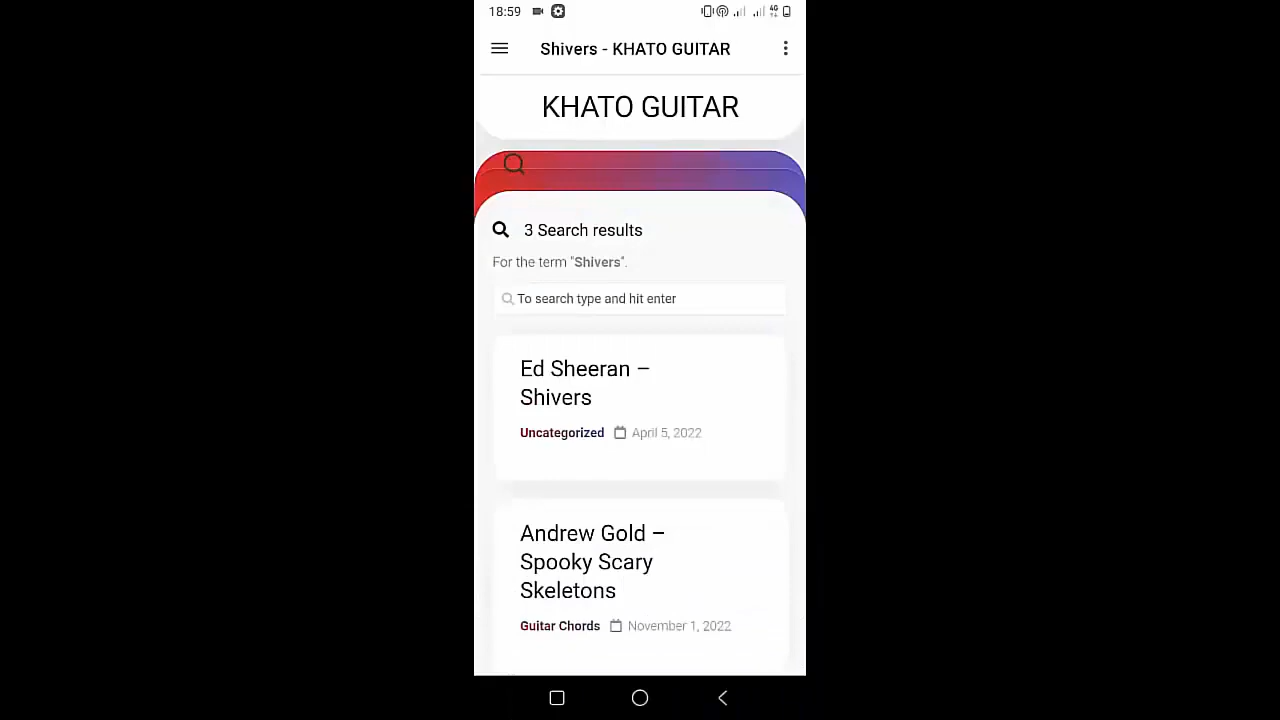 18:59 4G
Shivers - KHATO GUITAR
KHATO GUITAR
3 Search results
For the term "Shivers".
To search type and hit enter
Ed Sheeran –
Shivers
Uncategorized April 5, 2022
Andrew Gold –
Spooky Scary
Skeletons
Guitar Chords November 1, 2022